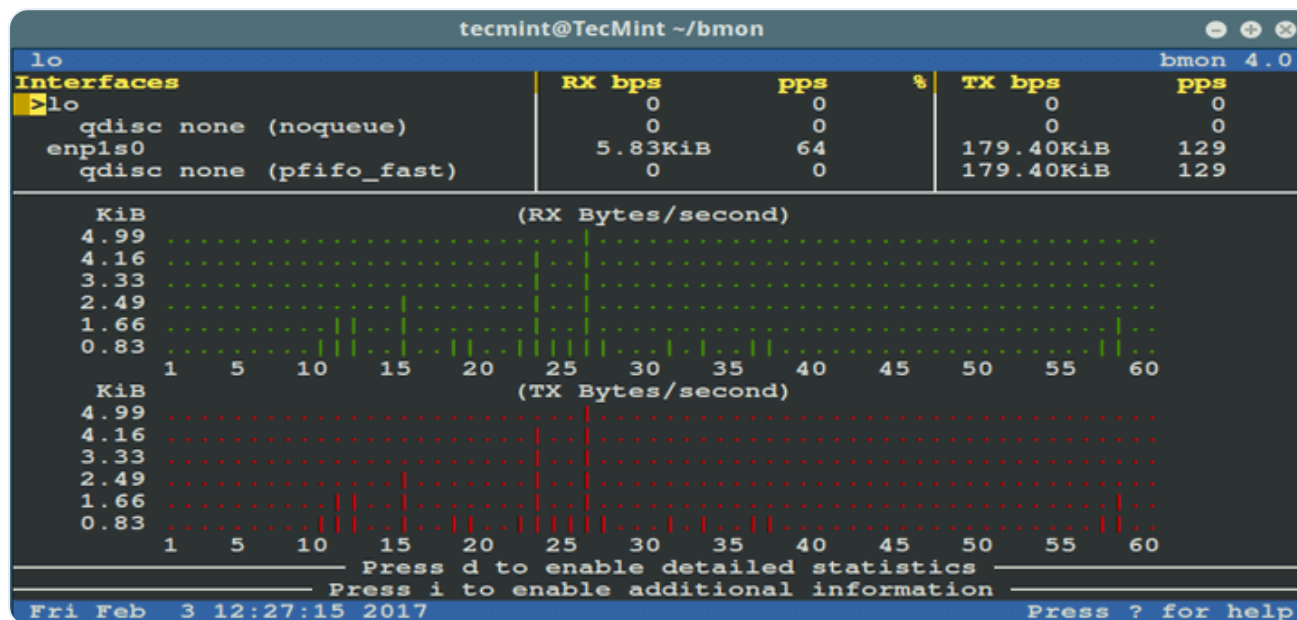 tecmint@TecMint ~/bmon
lo bmon 4.0
Interfaces RX bps pps % TX bps pps
>lo 0 0 0 0
qdisc none (noqueue) 0 0 0 0
enp1s0 5.83KiB 64 179.40KiB 129
qdisc none (pfifo_fast) 0 0 179.40KiB 129
KiB (RX Bytes/second)
4.99
4.16
3.33
2.49
1.66
0.83
1 5 10 15 20 25 30 35 40 45 50 55 60
KiB (TX Bytes/second)
4.99
4.16
3.33
2.49
1.66
0.83
1 5 10 15 20 25 30 35 40 45 50 55 60
Press d to enable detailed statistics
Press i to enable additional information
Fri Feb 3 12:27:15 2017 Press ? for help